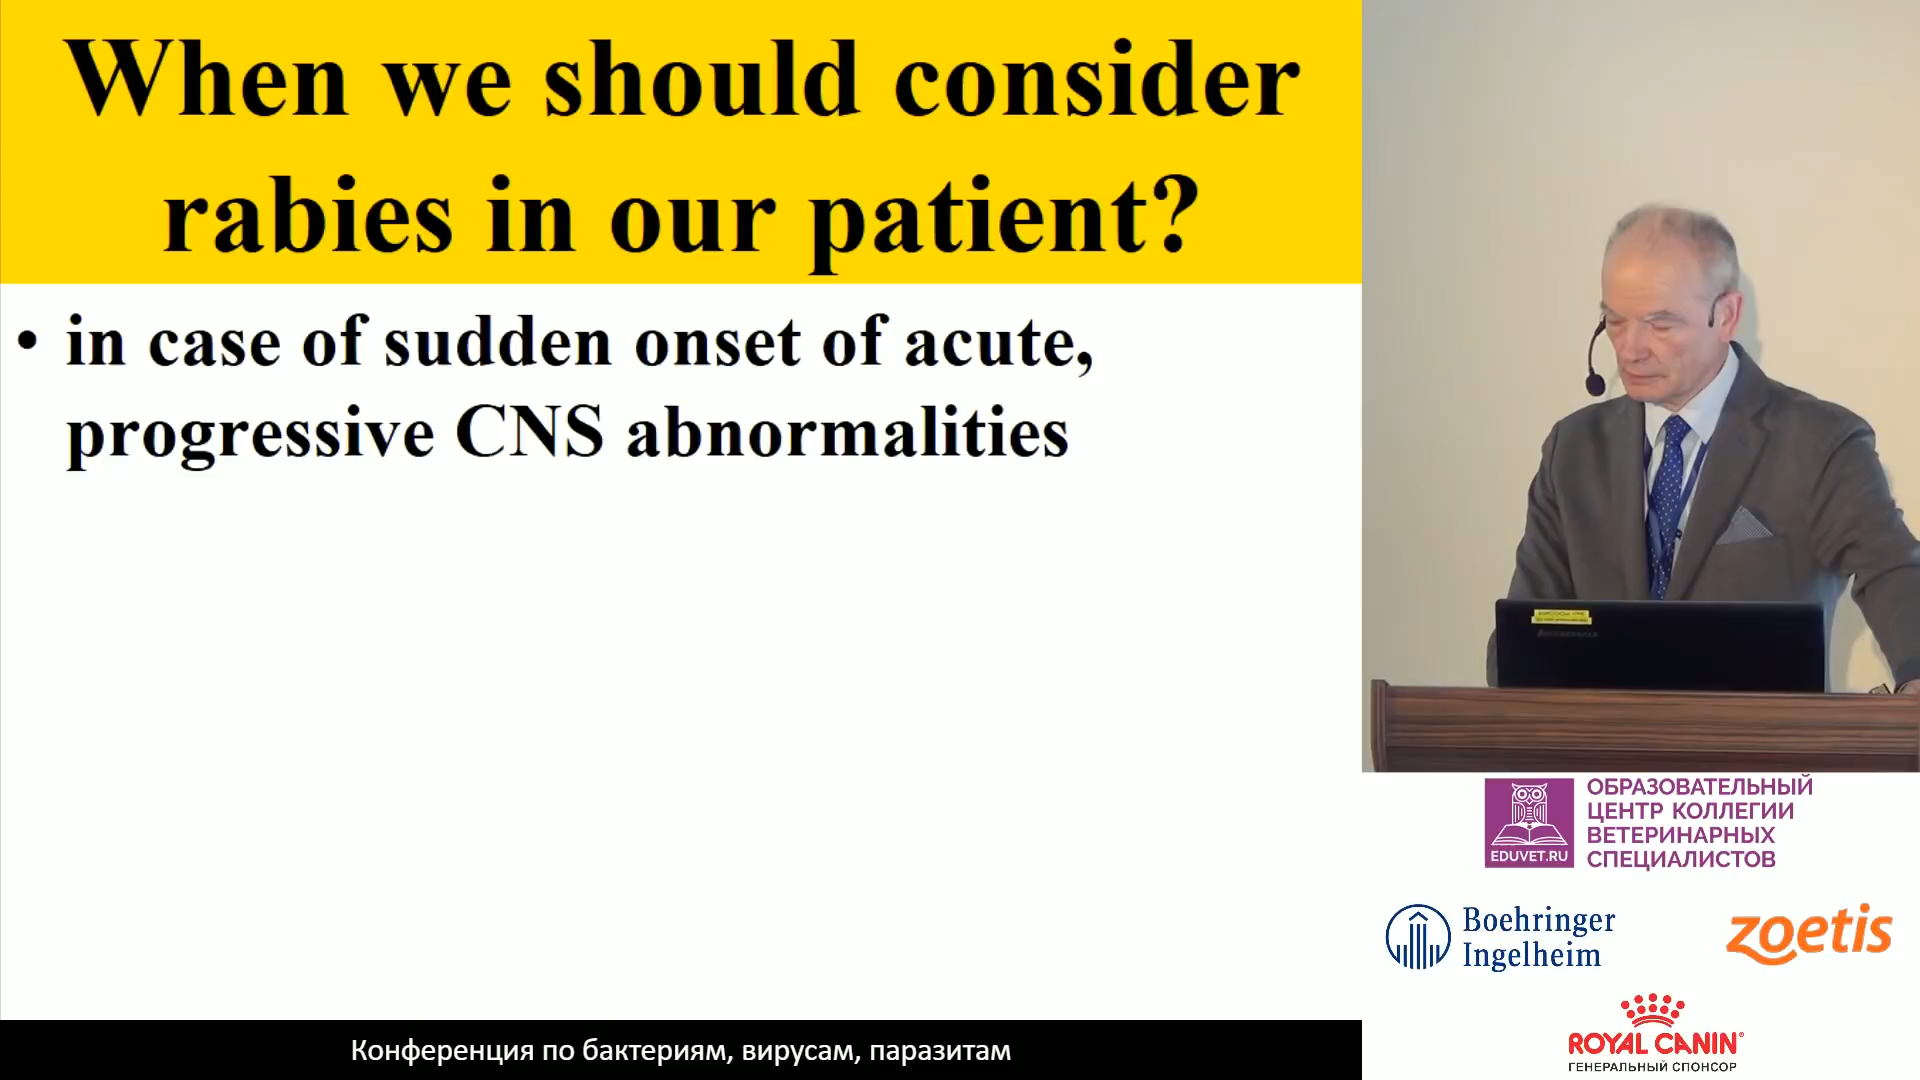 When we should consider
rabies in our patient?
• in case of sudden onset of acute,
progressive CNS abnormalities
ОБРАЗОВАТЕЛЬНЫЙ
ЦЕНТР КОЛЛЕГИИ
ВЕТЕРИНАРНЫХ
СПЕЦИАЛИСТОВ
EDUVET.RU
Boehringer
Ingelheim
zoetis
ROYAL CANIN
ГЕНЕРАЛЬНЫЙ СПОНСОР
Конференция по бактериям, вирусам, паразитам